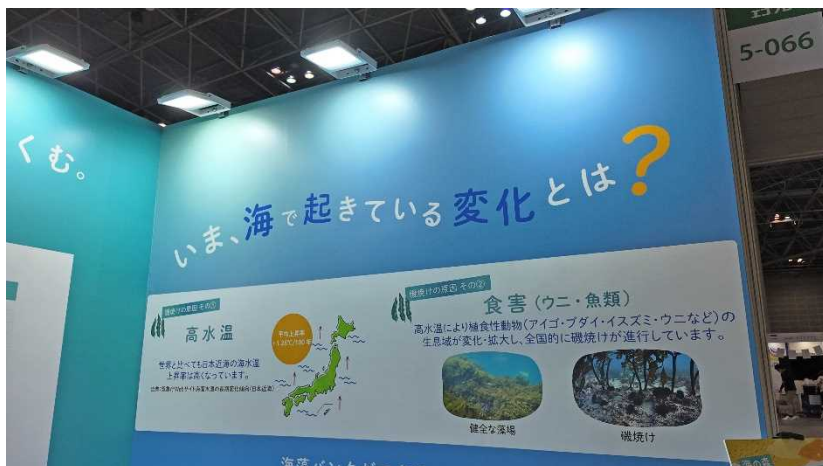 くむ。
5-066
いま、海で起きている変化とは?
磯焼けの原因 その①
高水温
世界と比べても日本近海の海水温
上昇率は高くなっています。
磯焼けの原因 その②
食害(ウニ・魚類)
高水温により植食性動物(アイゴ・ブダイ・イスズミ・ウニなど)の
生息域が変化・拡大し、全国的に磯焼けが進行しています。
健全な藻場
磯焼け